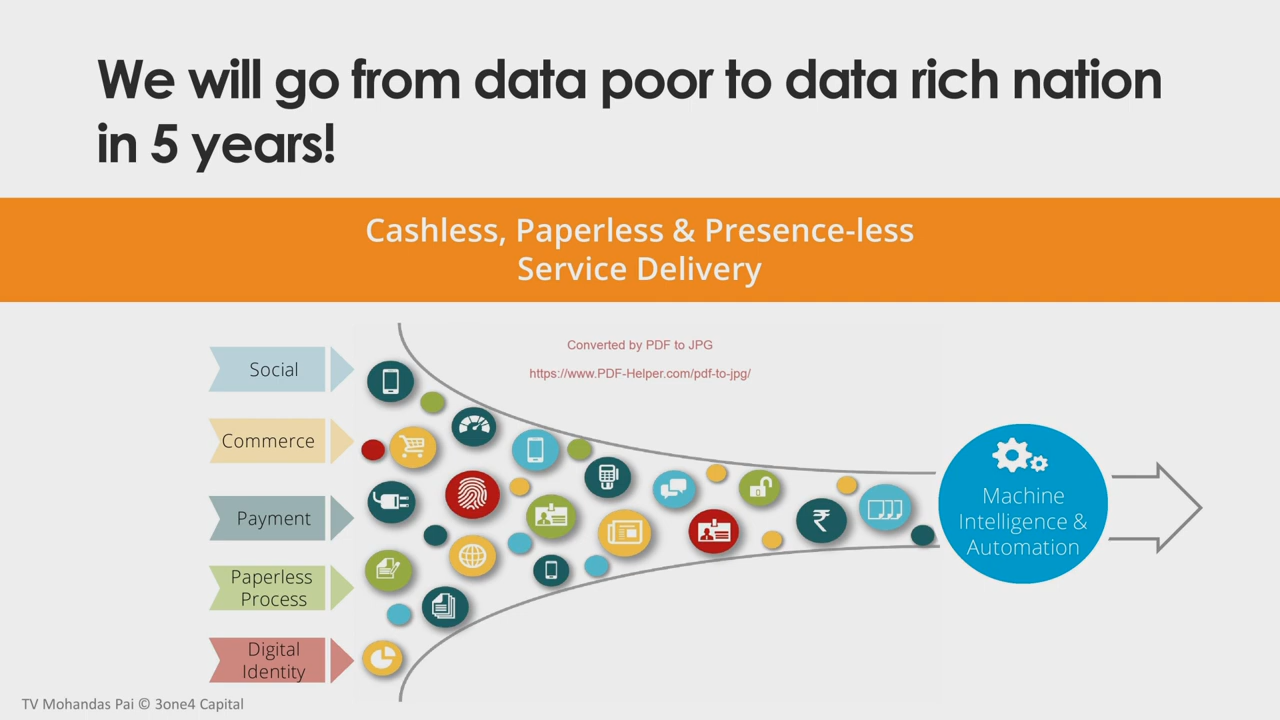 We will go from data poor to data rich nation
in 5 years!
Cashless, Paperless & Presence-less
Service Delivery
Converted by PDF to JPG
https://www.PDF-Helper.com/pdf-to-jpg/
Social
Commerce
Payment
Paperless
Process
Digital
Identity
₹
Machine
Intelligence &
Automation
TV Mohandas Pai © 3one4 Capital